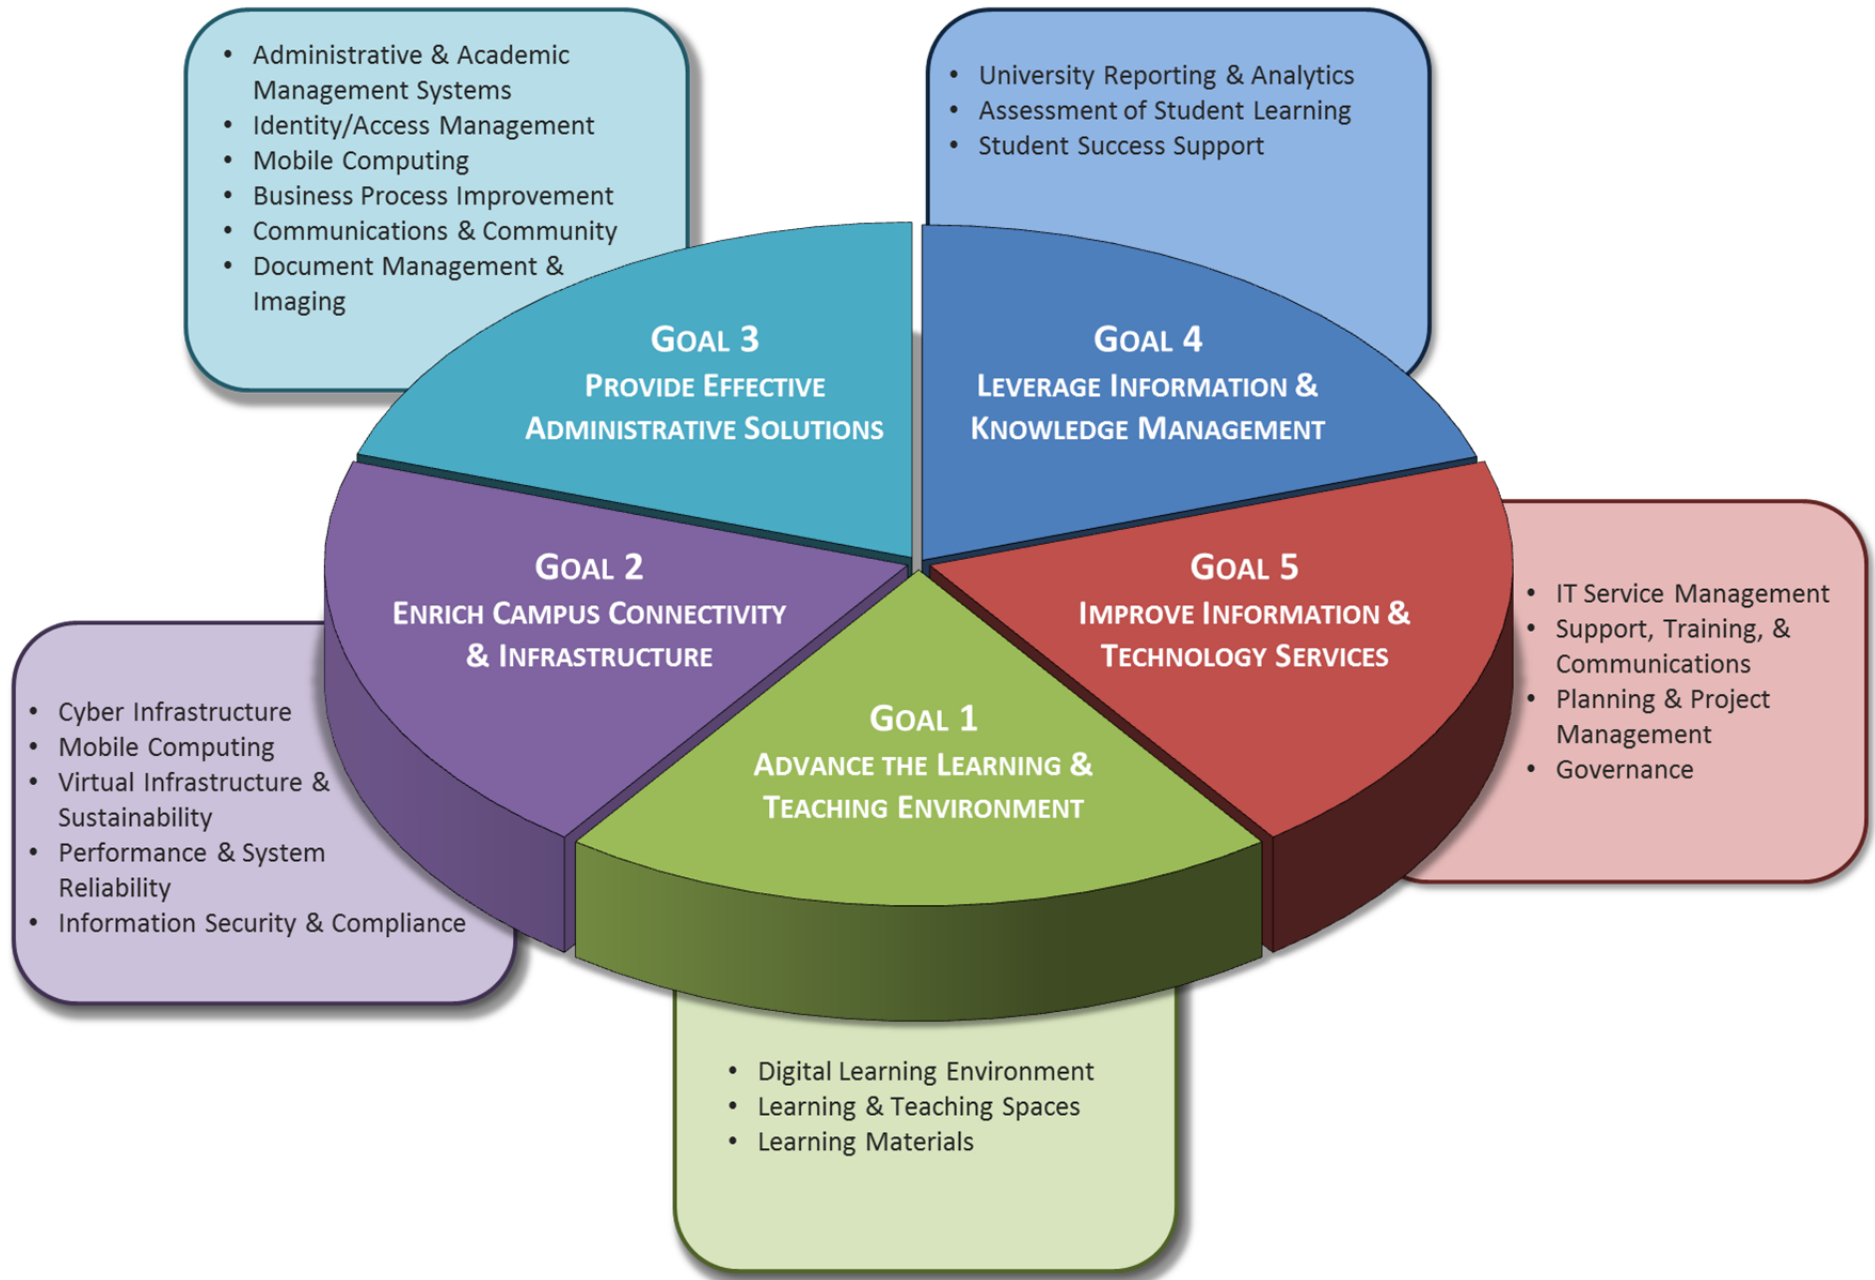 • Administrative & Academic
Management Systems
• Identity/Access Management
• Mobile Computing
• Business Process Improvement
• Communications & Community
• Document Management &
Imaging
• University Reporting & Analytics
• Assessment of Student Learning
• Student Success Support
GOAL 3
PROVIDE EFFECTIVE
ADMINISTRATIVE SOLUTIONS
GOAL 4
LEVERAGE INFORMATION &
KNOWLEDGE MANAGEMENT
GOAL 2
ENRICH CAMPUS CONNECTIVITY
& INFRASTRUCTURE
GOAL 5
IMPROVE INFORMATION &
TECHNOLOGY SERVICES
• IT Service Management
• Support, Training, &
Communications
• Planning & Project
Management
• Governance
• Cyber Infrastructure
• Mobile Computing
• Virtual Infrastructure &
Sustainability
• Performance & System
Reliability
• Information Security & Compliance
GOAL 1
ADVANCE THE LEARNING &
TEACHING ENVIRONMENT
• Digital Learning Environment
• Learning & Teaching Spaces
• Learning Materials